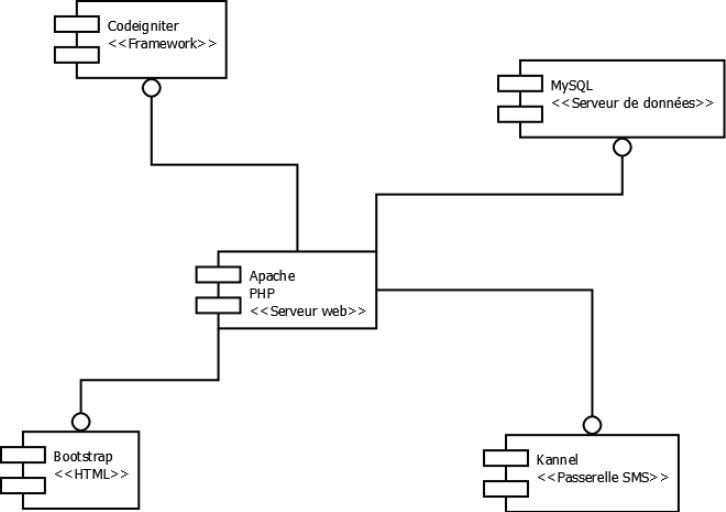 Codeigniter
<<Framework>>
MySQL
<<Serveur de données>>
Apache
PHP
<<Serveur web>>
Bootstrap
<<HTML>>
Kannel
<<Passerelle SMS>>